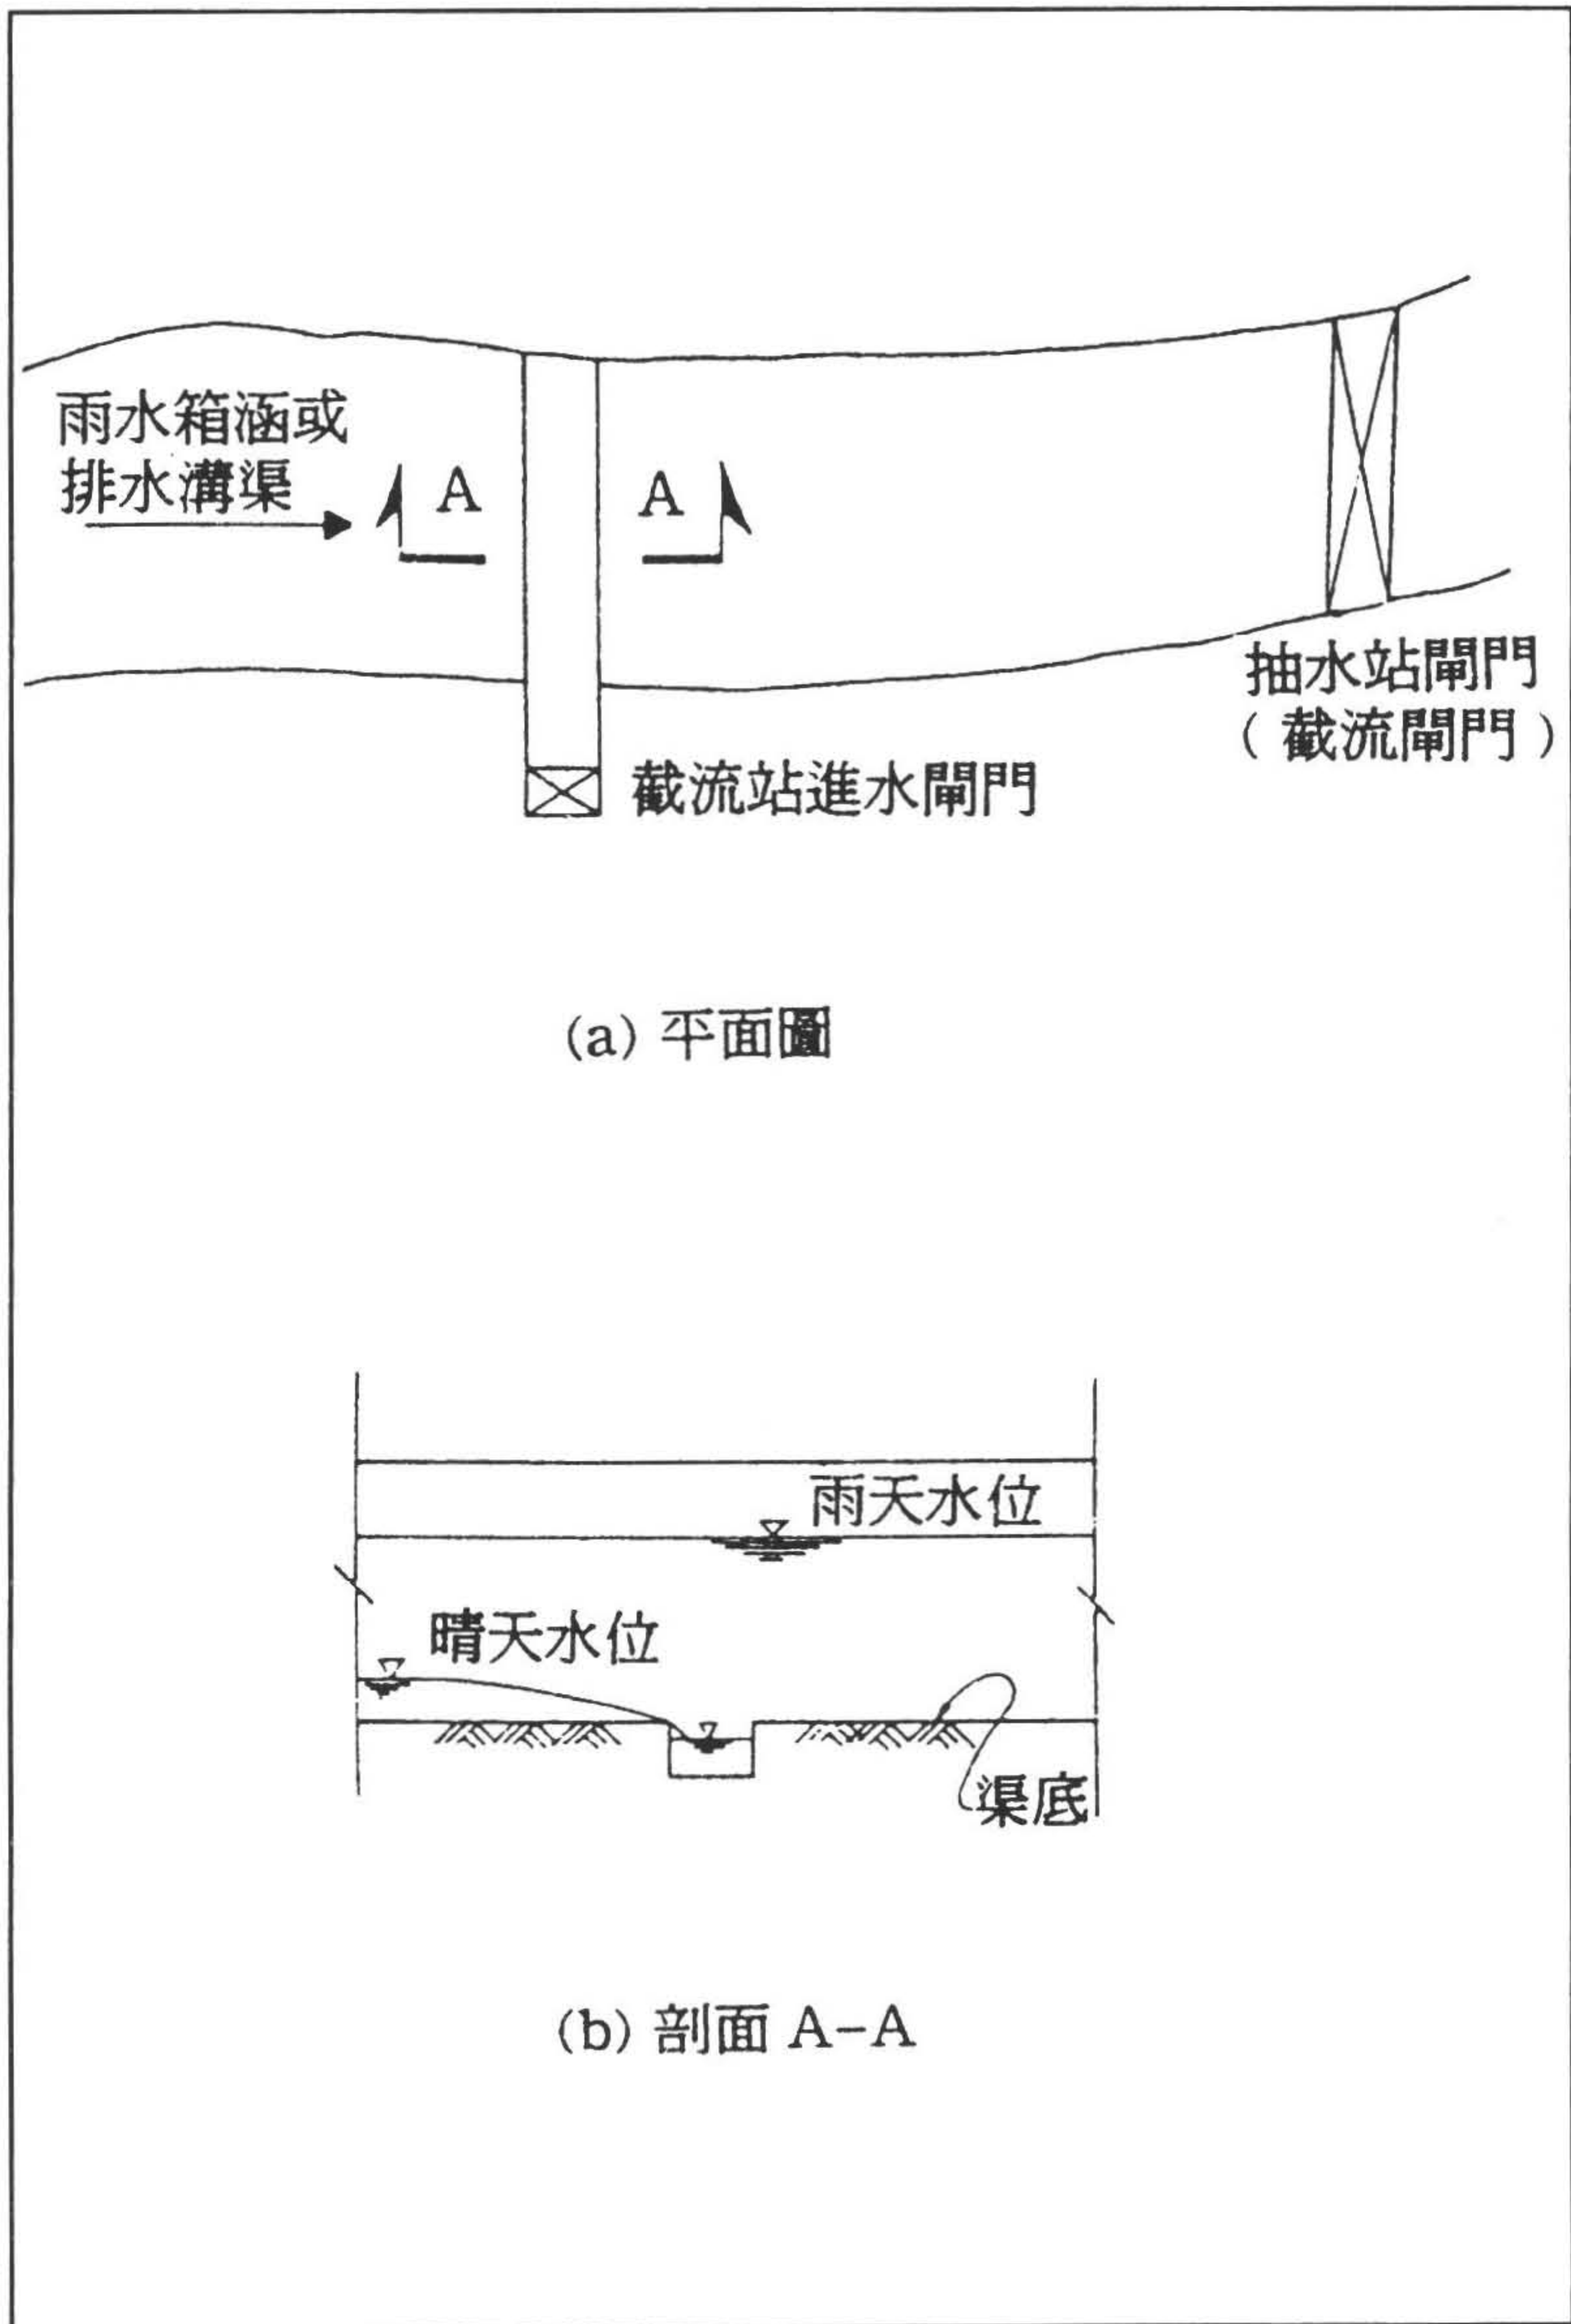 雨水箱涵或
排水溝渠
A A
抽水站閘門
(截流閘門)
截流站進水閘門
(a) 平面圖
雨天水位
晴天水位
渠底
(b) 剖面 A-A